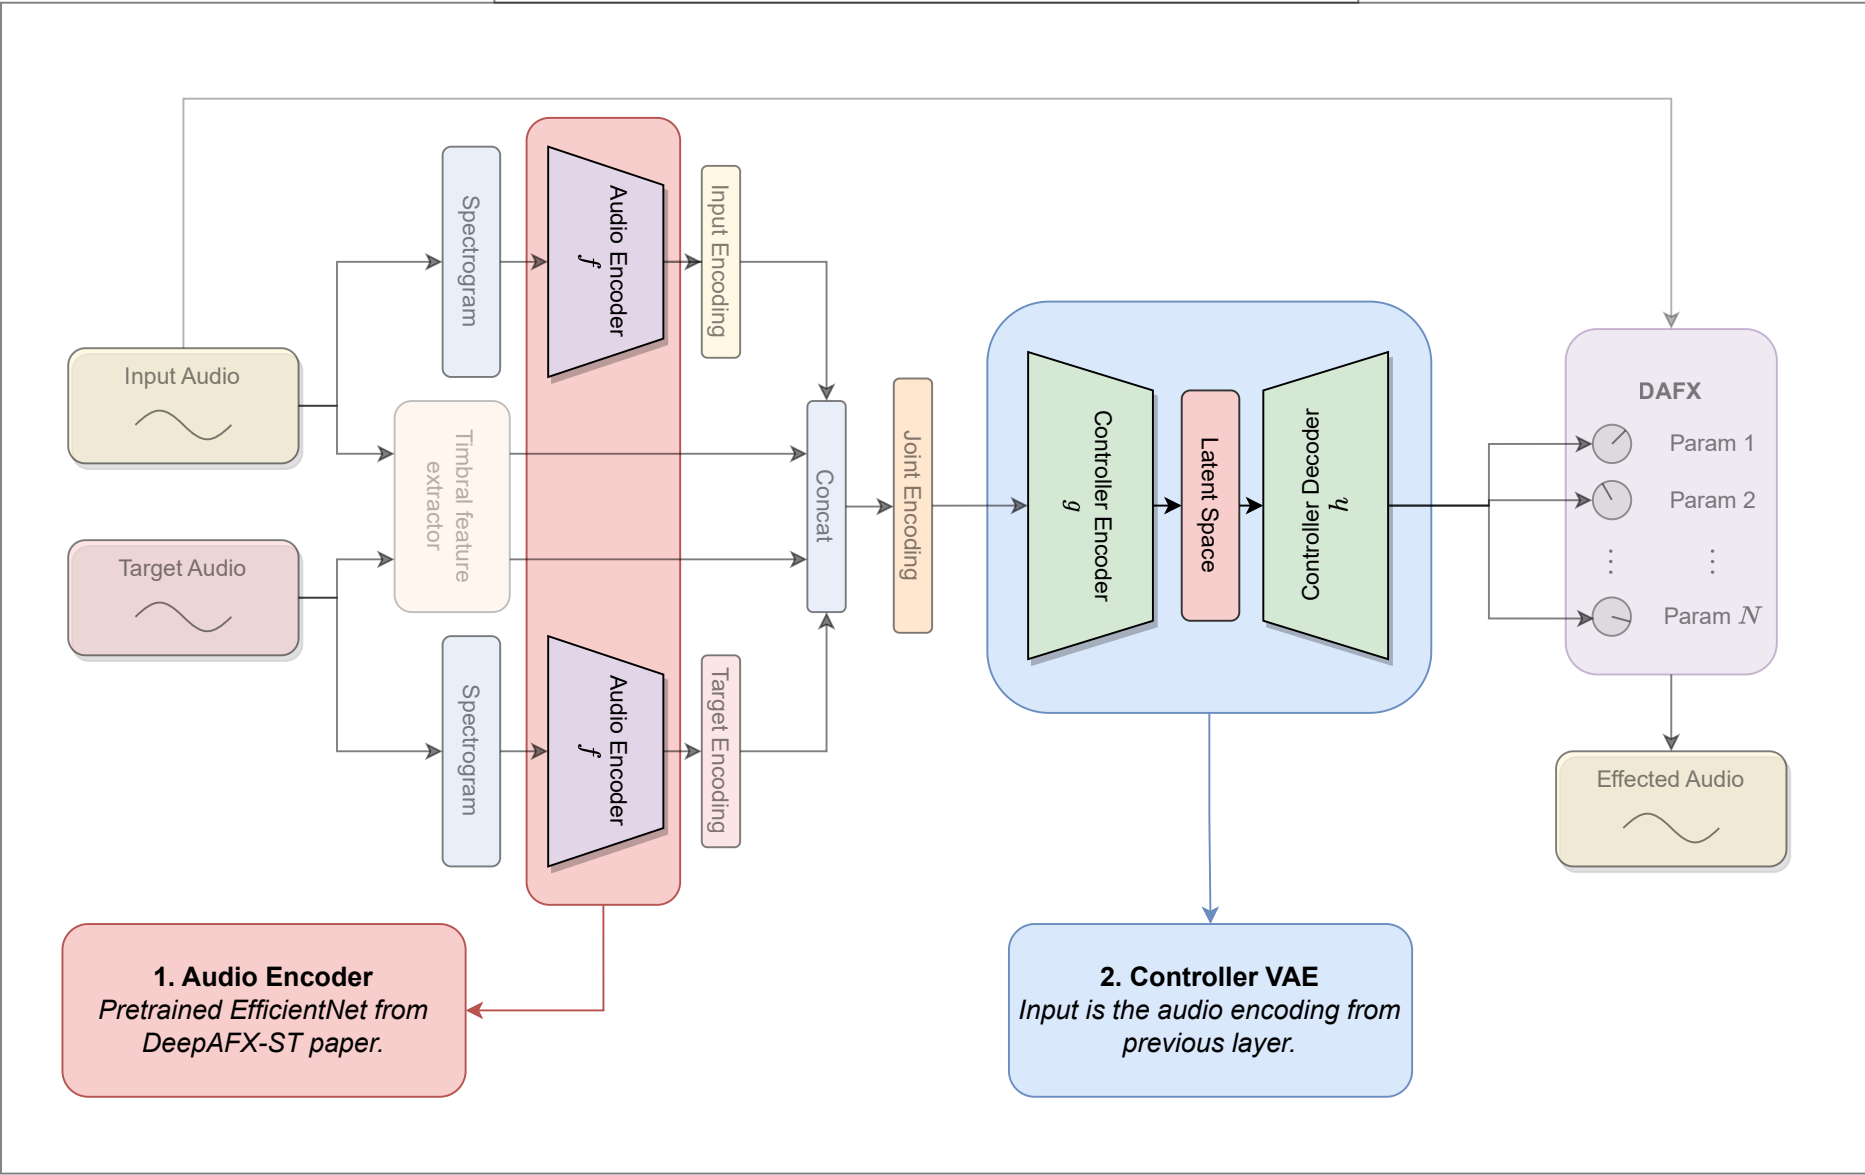 Input Audio
Target Audio
Spectrogram
Timbral feature
extractor
Spectrogram
Audio Encoder
f
Audio Encoder
f
Input Encoding
Target Encoding
Concat
Joint Encoding
Controller Encoder
g
Latent Space
Controller Decoder
h
DAFX
Param 1
Param 2
⋮ ⋮
Param N
Effected Audio
1. Audio Encoder
Pretrained EfficientNet from
DeepAFX-ST paper.
2. Controller VAE
Input is the audio encoding from
previous layer.